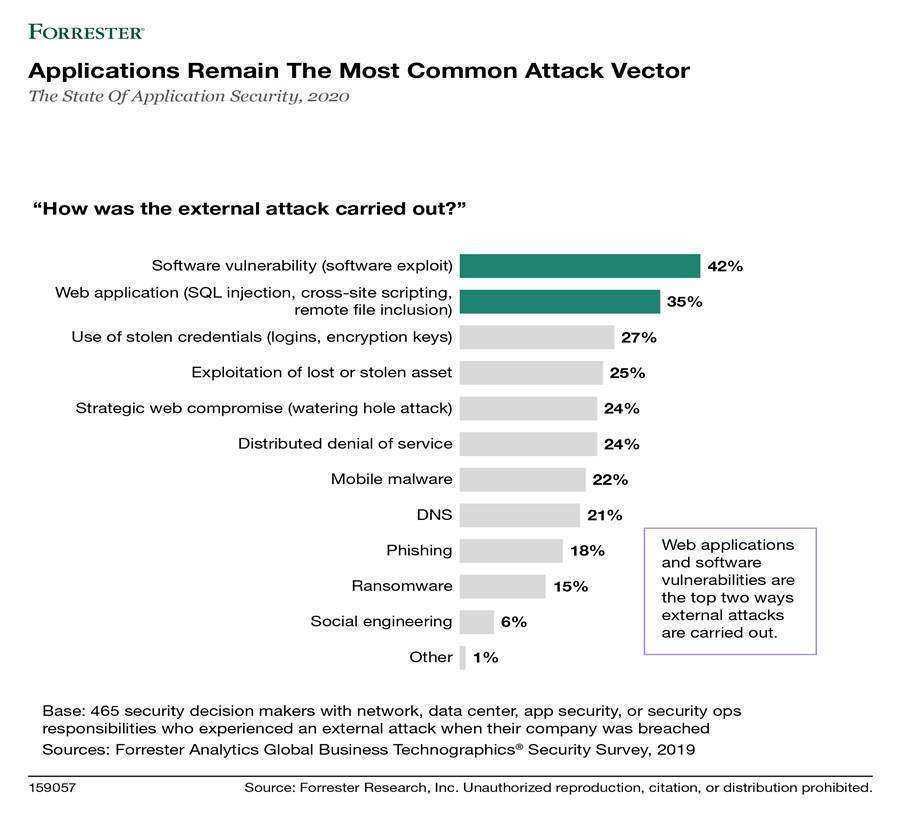 FORRESTER®
Applications Remain The Most Common Attack Vector
The State Of Application Security, 2020
“How was the external attack carried out?”
Software vulnerability (software exploit) 42%
Web application (SQL injection, cross-site scripting,
remote file inclusion) 35%
Use of stolen credentials (logins, encryption keys) 27%
Exploitation of lost or stolen asset 25%
Strategic web compromise (watering hole attack) 24%
Distributed denial of service 24%
Mobile malware 22%
DNS 21%
Phishing 18%
Ransomware 15%
Social engineering 6%
Other 1%
Web applications
and software
vulnerabilities are
the top two ways
external attacks
are carried out.
Base: 465 security decision makers with network, data center, app security, or security ops
responsibilities who experienced an external attack when their company was breached
Sources: Forrester Analytics Global Business Technographics® Security Survey, 2019
159057 Source: Forrester Research, Inc. Unauthorized reproduction, citation, or distribution prohibited.